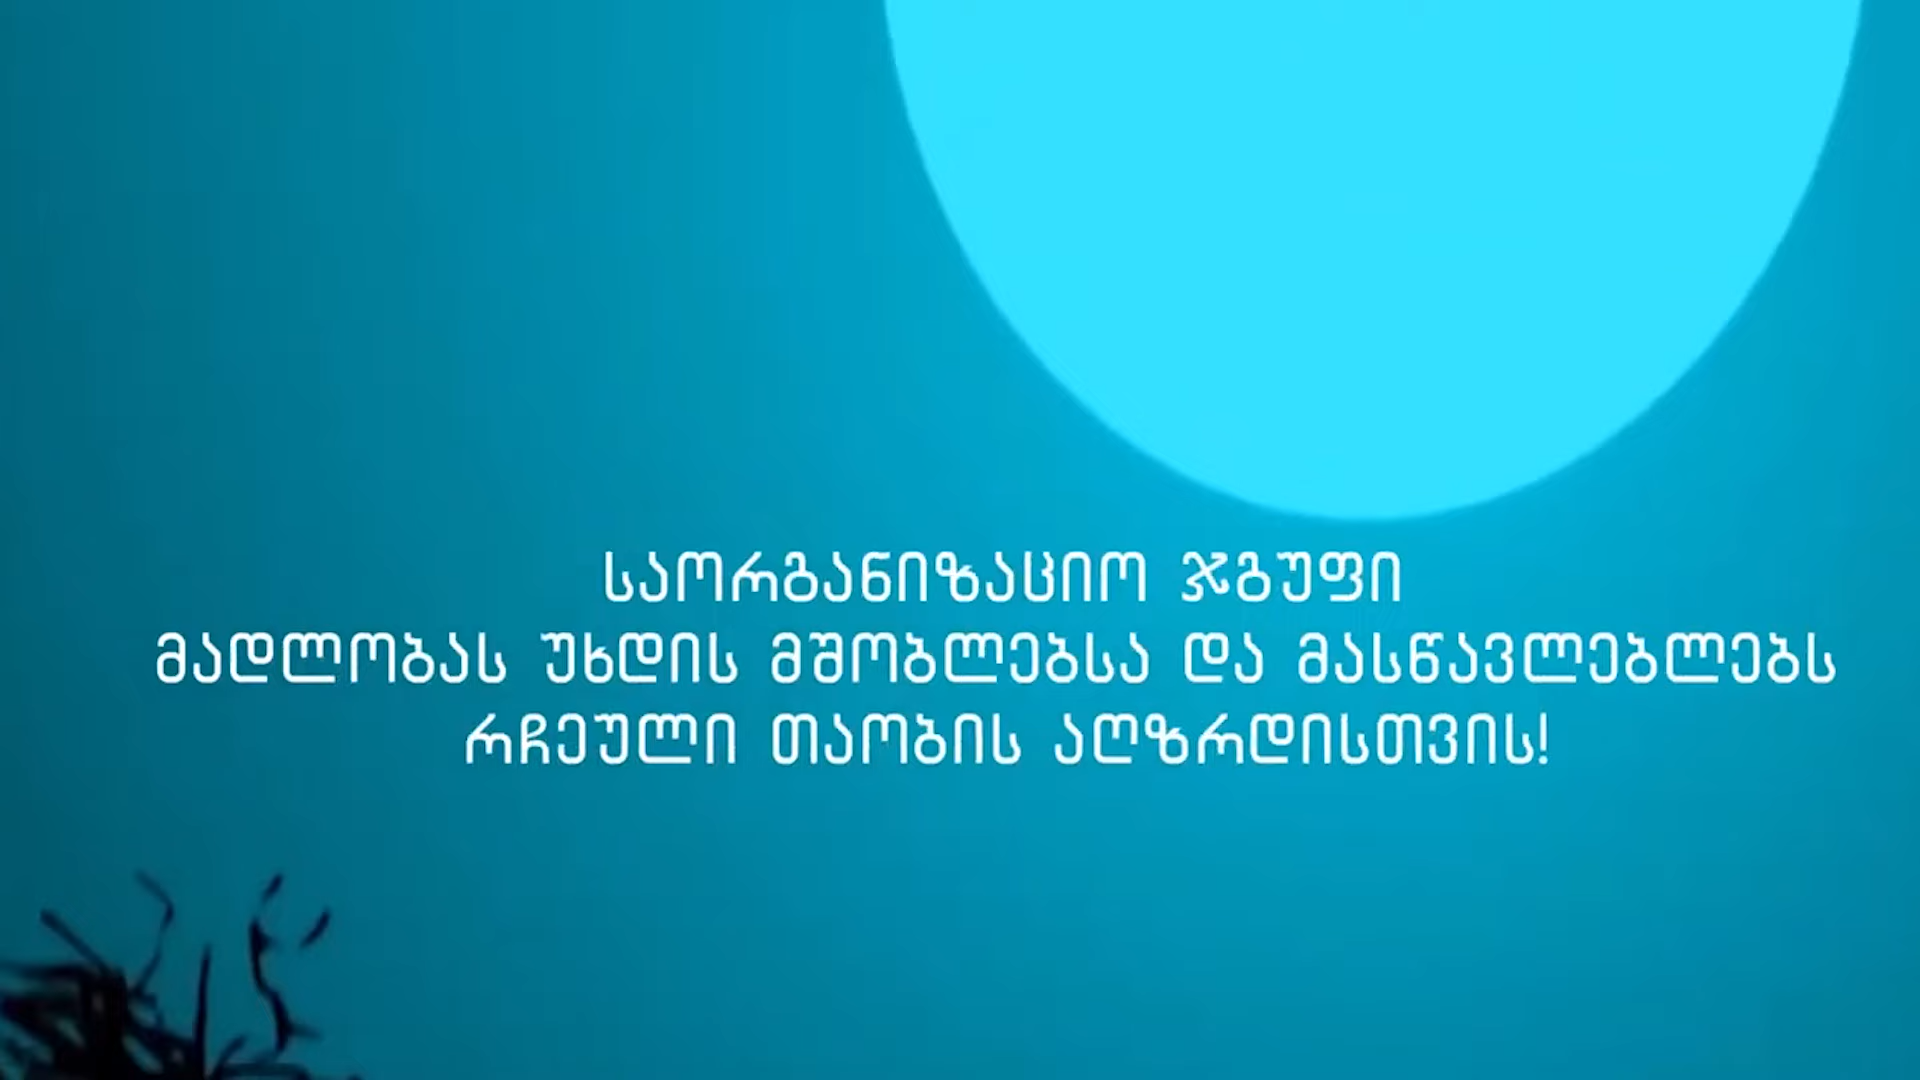 საორგანიზაციო ჯგუფი
მადლობას უხდის მშობლებსა და მასწავლებლებს
რჩეული თაობის აღზრდისთვის!